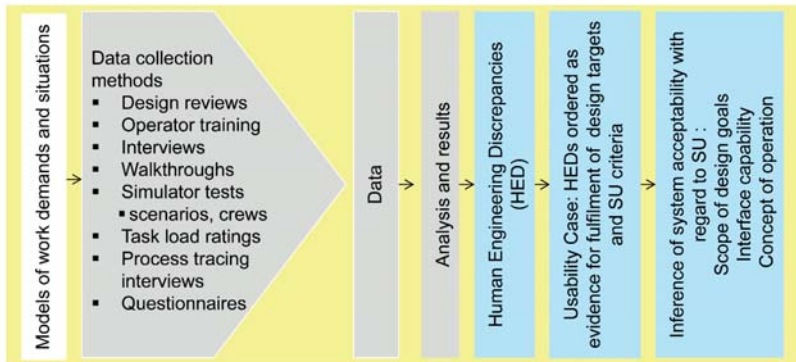 Models of work demands and situations
Data collection
methods
▪ Design reviews
▪ Operator training
▪ Interviews
▪ Walkthroughs
▪ Simulator tests
▪ scenarios, crews
▪ Task load ratings
▪ Process tracing
interviews
▪ Questionnaires
Data
Analysis and results
Human Engineering Discrepancies
(HED)
Usability Case: HEDs ordered as
evidence for fulfilment of design targets
and SU criteria
Inference of system acceptability with
regard to SU :
Scope of design goals
Interface capability
Concept of operation